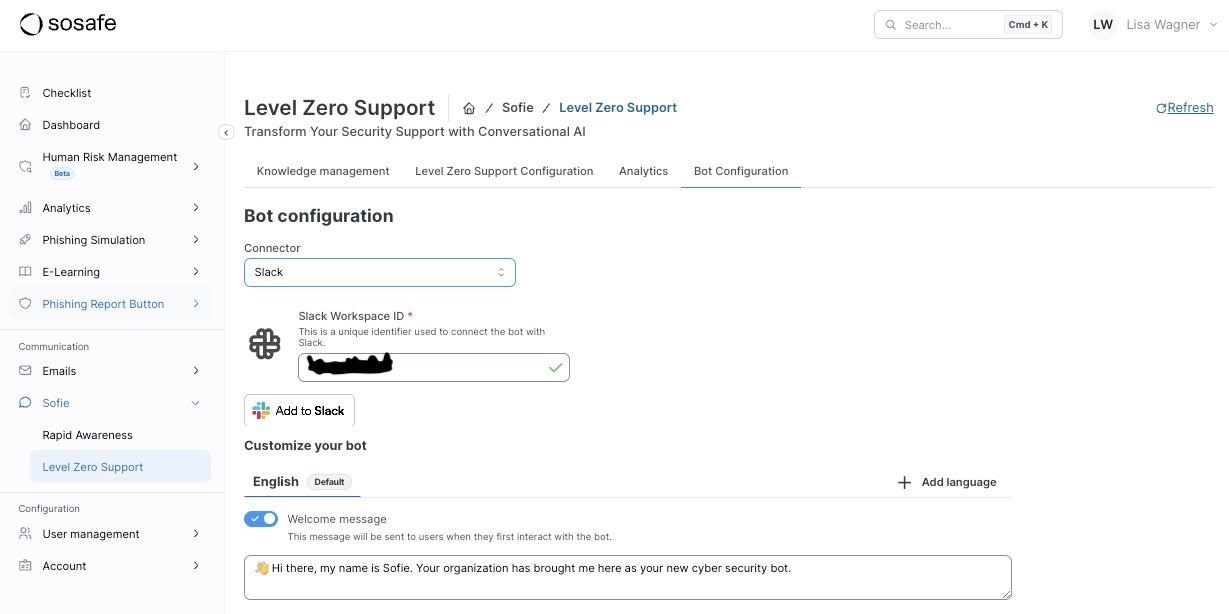 sosafe
Search...
Cmd + K
LW
Lisa Wagner
Checklist
Dashboard
Human Risk Management
Beta
Analytics
Phishing Simulation
E-Learning
Phishing Report Button
Communication
Emails
Sofie
Rapid Awareness
Level Zero Support
Configuration
User management
Account
Level Zero Support
/ Sofie / Level Zero Support
Refresh
Transform Your Security Support with Conversational AI
Knowledge management
Level Zero Support Configuration
Analytics
Bot Configuration
Bot configuration
Connector
Slack
Slack Workspace ID *
This is a unique identifier used to connect the bot with
Slack.
Add to Slack
Customize your bot
English
Default
Add language
Welcome message
This message will be sent to users when they first interact with the bot.
👋 Hi there, my name is Sofie. Your organization has brought me here as your new cyber security bot.